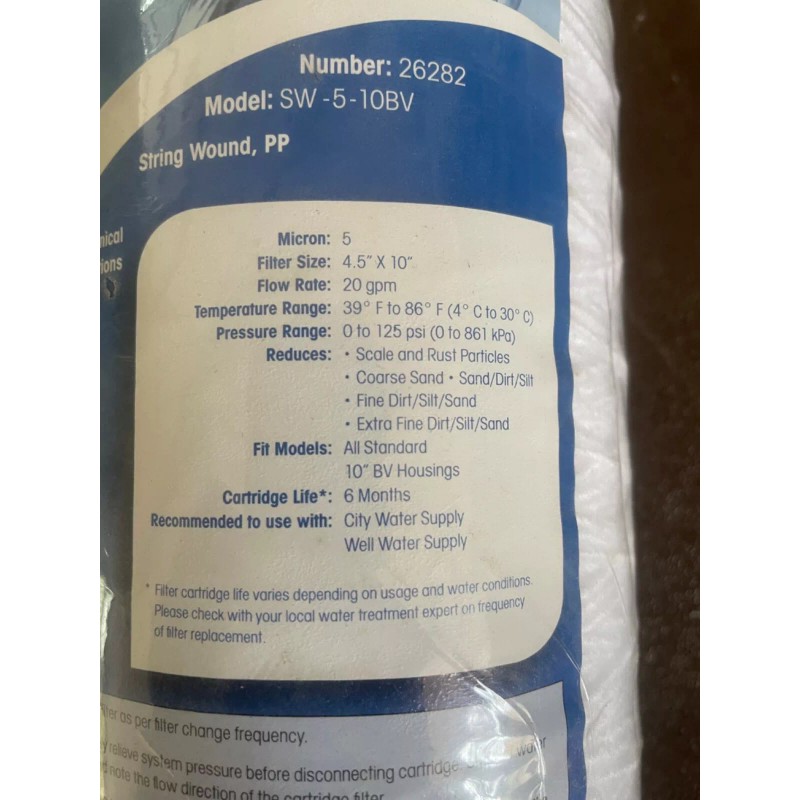 Number: 26282
Model: SW -5-10BV
String Wound, PP
Micron: 5
Filter Size: 4.5" X 10"
Flow Rate: 20 gpm
Temperature Range: 39° F to 86° F (4° C to 30° C)
Pressure Range: 0 to 125 psi (0 to 861 kPa)
Reduces: • Scale and Rust Particles
• Coarse Sand • Sand/Dirt/Silt
• Fine Dirt/Silt/Sand
• Extra Fine Dirt/Silt/Sand
Fit Models: All Standard
10" BV Housings
Cartridge Life*: 6 Months
Recommended to use with: City Water Supply
Well Water Supply
* Filter cartridge life varies depending on usage and water conditions.
Please check with your local water treatment expert on frequency
of filter replacement.
as per filter change frequency.
relieve system pressure before disconnecting cartridge. water
note the flow direction of the cartridge filter